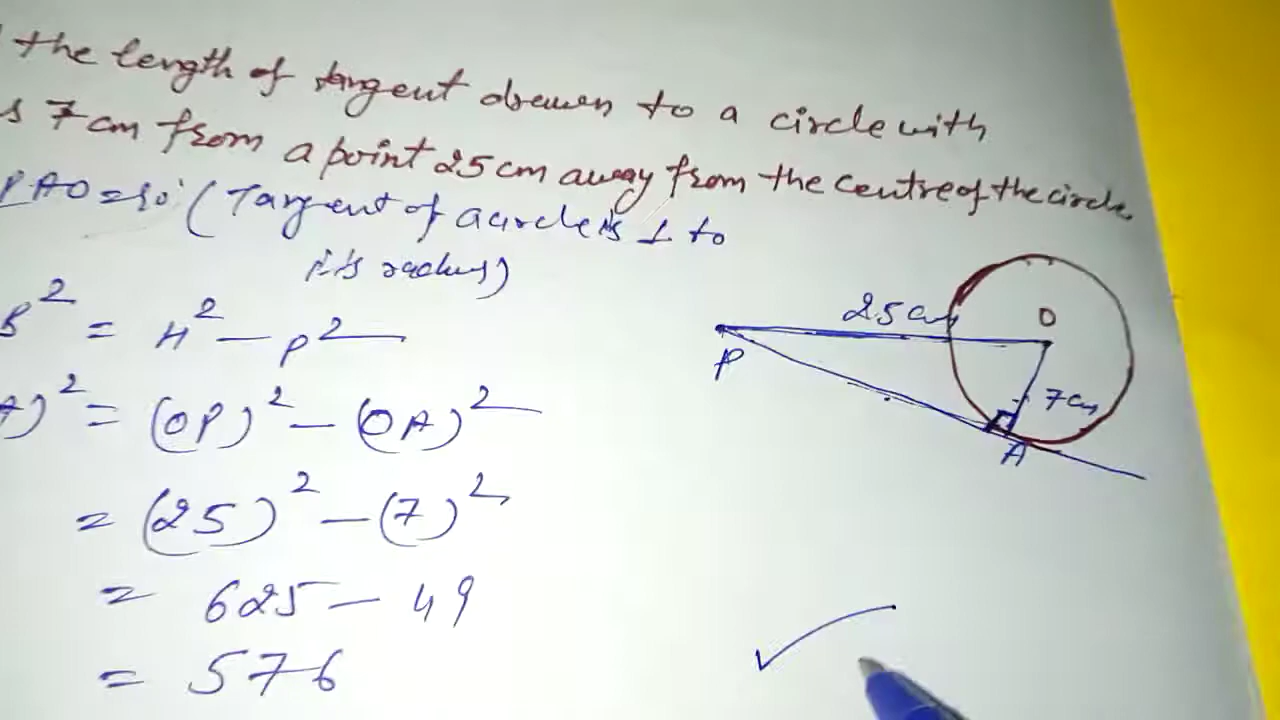 the length of tangent drawn to a circle with
s 7 cm from a point 25 cm away from the centre of the circle.
PAO = 90° (Tangent of a circle is ⊥ to
its radius)
B² = H² - P²
A)² = (OP)² - (OA)²
= (25)² - (7)²
= 625 - 49
= 576
25 cm
O
P
7 cm
A